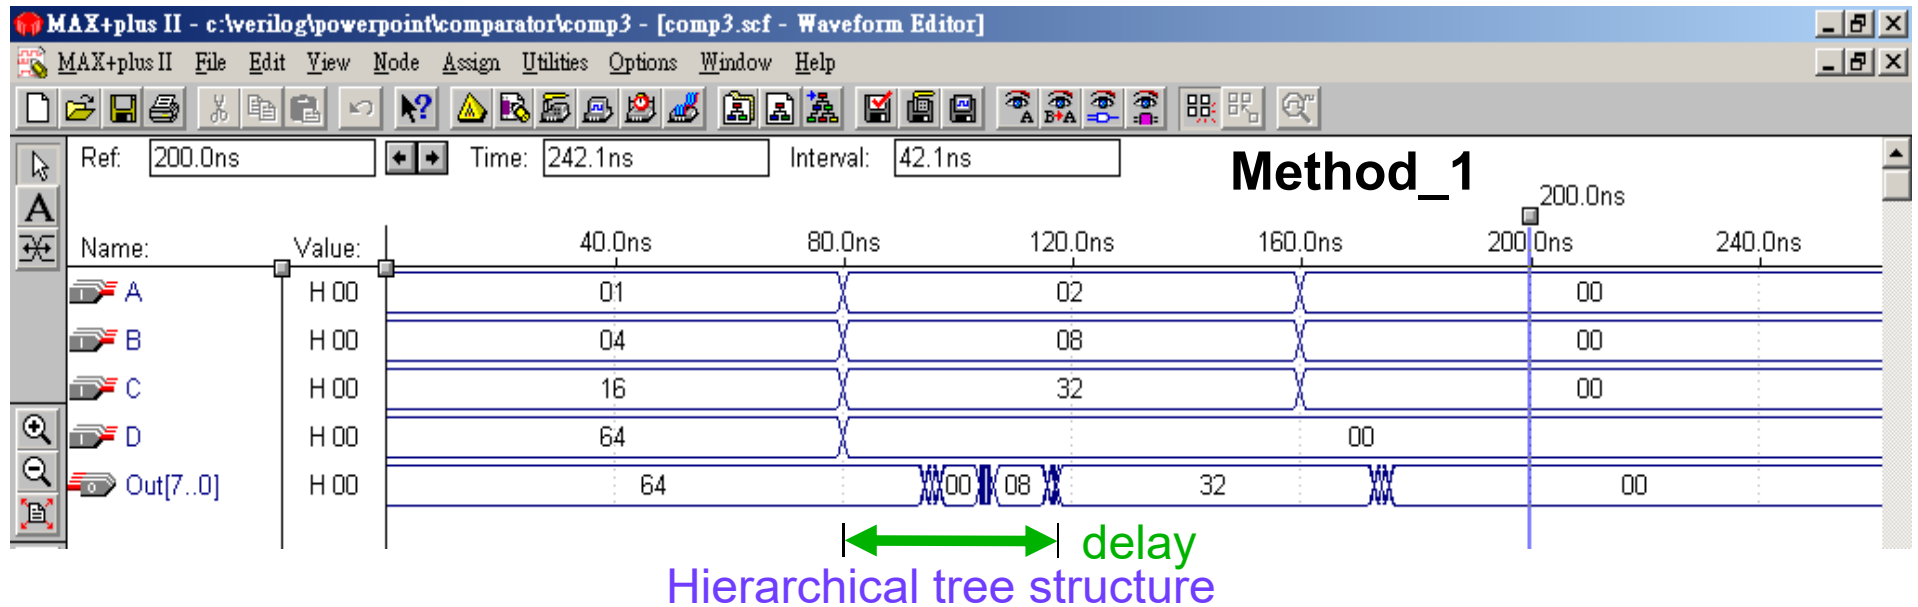 MAX+plus II - c:\verilog\powerpoint\comparator\comp3 - [comp3.scf - Waveform Editor]
MAX+plus II File Edit View Node Assign Utilities Options Window Help
Ref: 200.0ns Time: 242.1ns Interval: 42.1ns Method_1
200.0ns
Name: Value: 40.0ns 80.0ns 120.0ns 160.0ns 200.0ns 240.0ns
A H 00 01 02 00
B H 00 04 08 00
C H 00 16 32 00
D H 00 64 00
Out[7..0] H 00 64 00 08 32 00
delay
Hierarchical tree structure